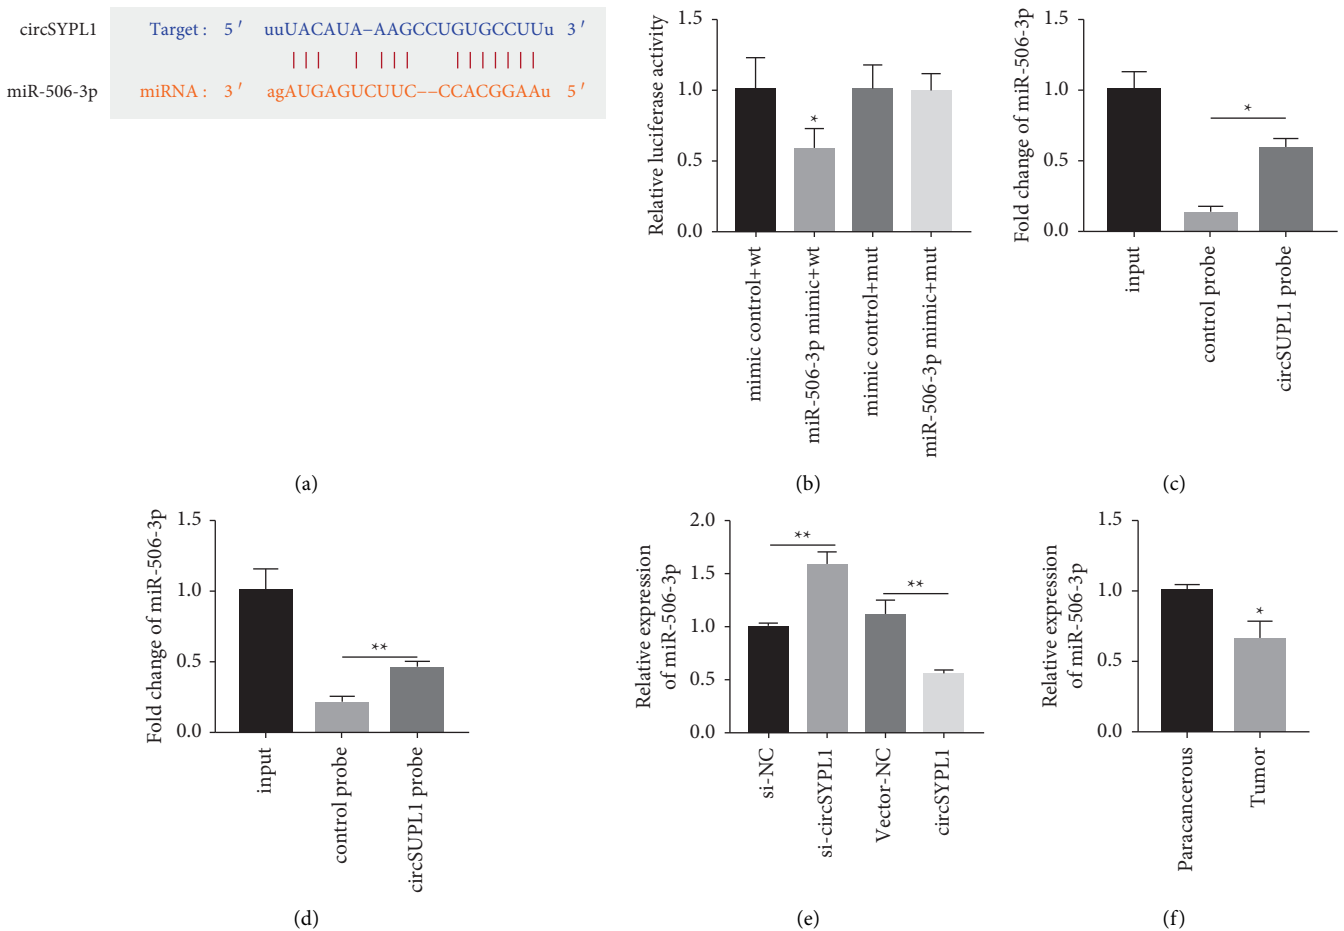 circSYPL1 Target : 5 ′ uuUACAUA−AAGCCUGUGCCUUu 3 ′
miR-506-3p miRNA : 3 ′ agAUGAGUCUUC−−CCACGGAAu 5 ′
(a)
Relative luciferase activity
1.5
1.0
0.5
0.0
*
mimic control+wt
miR-506-3p mimic+wt
mimic control+mut
miR-506-3p mimic+mut
(b)
Fold change of miR-506-3p
1.5
1.0
0.5
0.0
*
input
control probe
circSUPL1 probe
(c)
Fold change of miR-506-3p
1.5
1.0
0.5
0.0
**
input
control probe
circSUPL1 probe
(d)
Relative expression
of miR-506-3p
2.0
1.5
1.0
0.5
0.0
**
**
si-NC
si-circSYPL1
Vector-NC
circSYPL1
(e)
Relative expression
of miR-506-3p
1.5
1.0
0.5
0.0
*
Paracancerous
Tumor
(f)